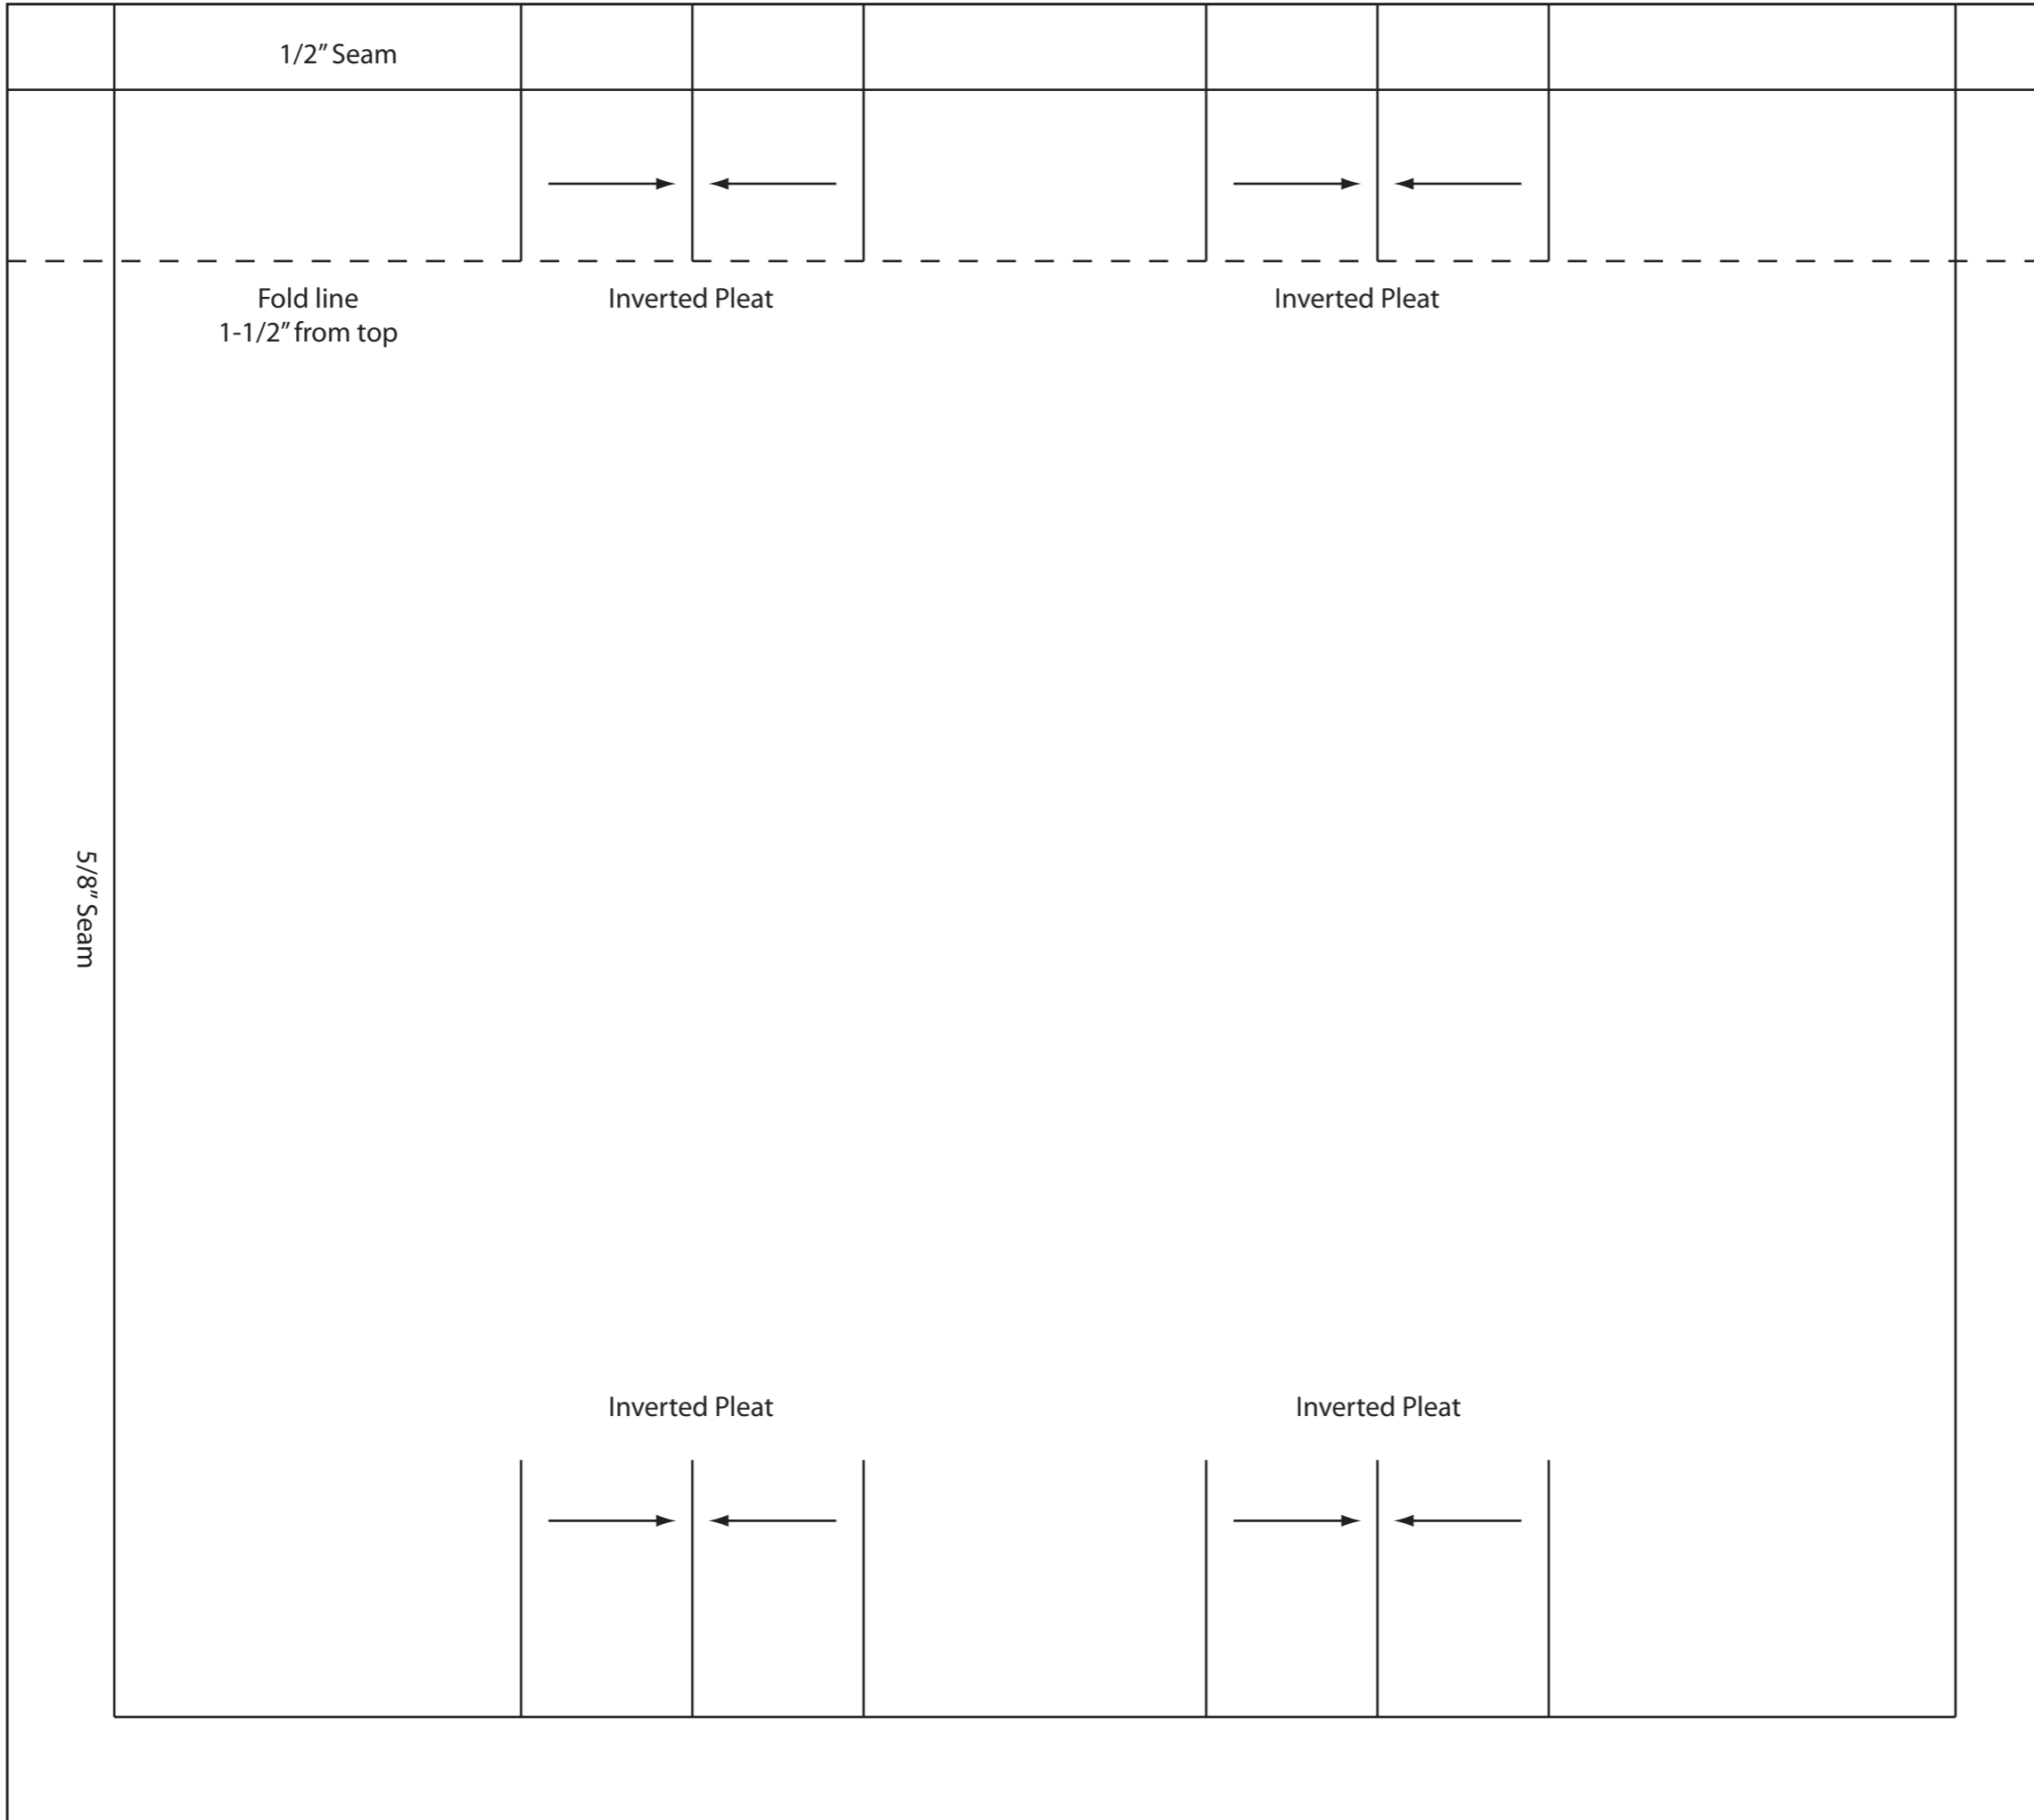 1/2” Seam
Fold line
1-1/2” from top
Inverted Pleat
Inverted Pleat
5/8” Seam
Inverted Pleat
Inverted Pleat